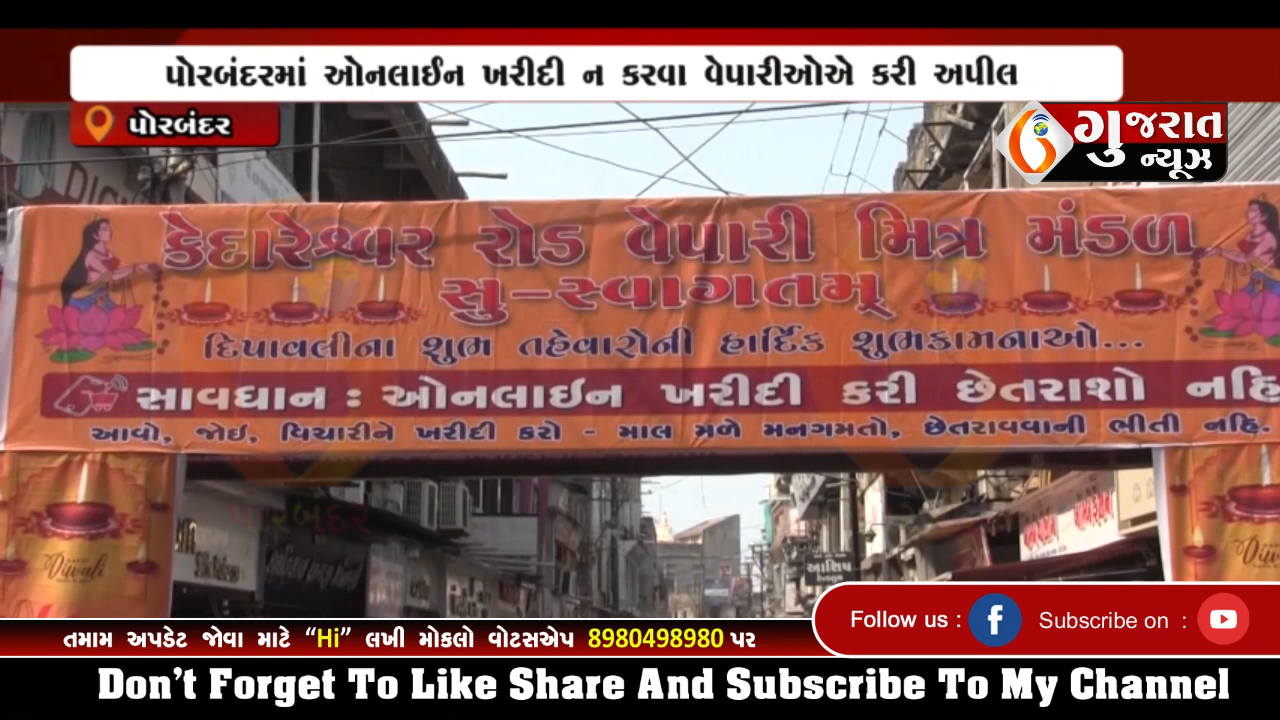 પોરબંદરમાં ઓનલાઈન ખરીદી ન કરવા વેપારીઓએ કરી અપીલ
પોરબંદર
ગુજરાત
ન્યૂઝ
કેદારેશ્વર રોડ વેપારી મિત્ર મંડળ
સુ-સ્વાગતમ્
દિપાવલીના શુભ તહેવારોની હાર્દિક શુભકામનાઓ...
સાવધાન : ઓનલાઇન ખરીદી કરી છેતરાશો નહિ
આવો, જોઇ, વિચારીને ખરીદી કરો - માલ મળે મનગમતો, છેતરાવવાની ભીતી નહિ.
પોરબંદર
Diwali
આશિષ
Follow us :
Subscribe on :
તમામ અપડેટ જોવા માટે “Hi” લખી મોકલો વોટસએપ 8980498980 પર
Don’t Forget To Like Share And Subscribe To My Channel